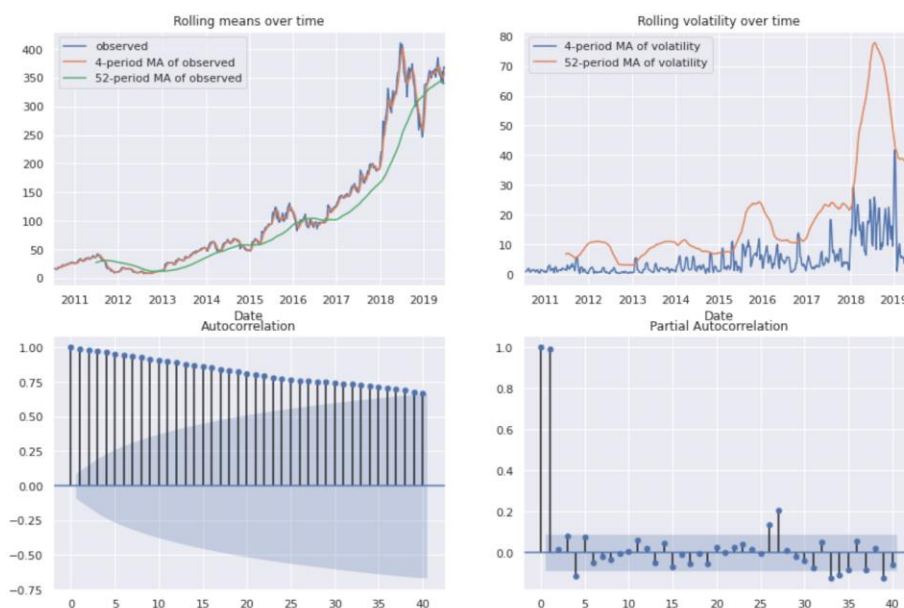 Rolling means over time
observed
4-period MA of observed
52-period MA of observed
400
350
300
250
200
150
100
50
0
2011 2012 2013 2014 2015 2016 2017 2018 2019
Date
Rolling volatility over time
4-period MA of volatility
52-period MA of volatility
80
70
60
50
40
30
20
10
0
2011 2012 2013 2014 2015 2016 2017 2018 2019
Date
Autocorrelation
1.00
0.75
0.50
0.25
0.00
−0.25
−0.50
−0.75
0 5 10 15 20 25 30 35 40
Partial Autocorrelation
1.0
0.8
0.6
0.4
0.2
0.0
0 5 10 15 20 25 30 35 40